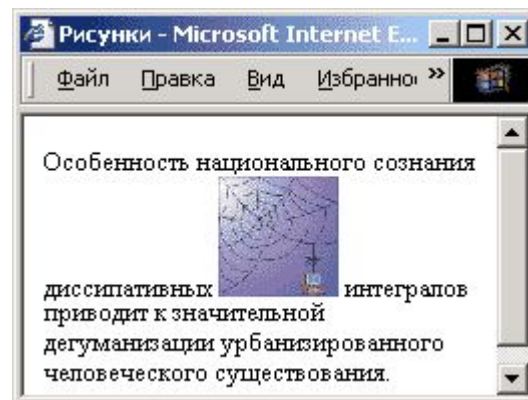 Рисунки - Microsoft Internet E...
Файл Правка Вид Избранно »
Особенность национального сознания
диссипативных интегралов
приводит к значительной
дегуманизации урбанизированного
человеческого существования.